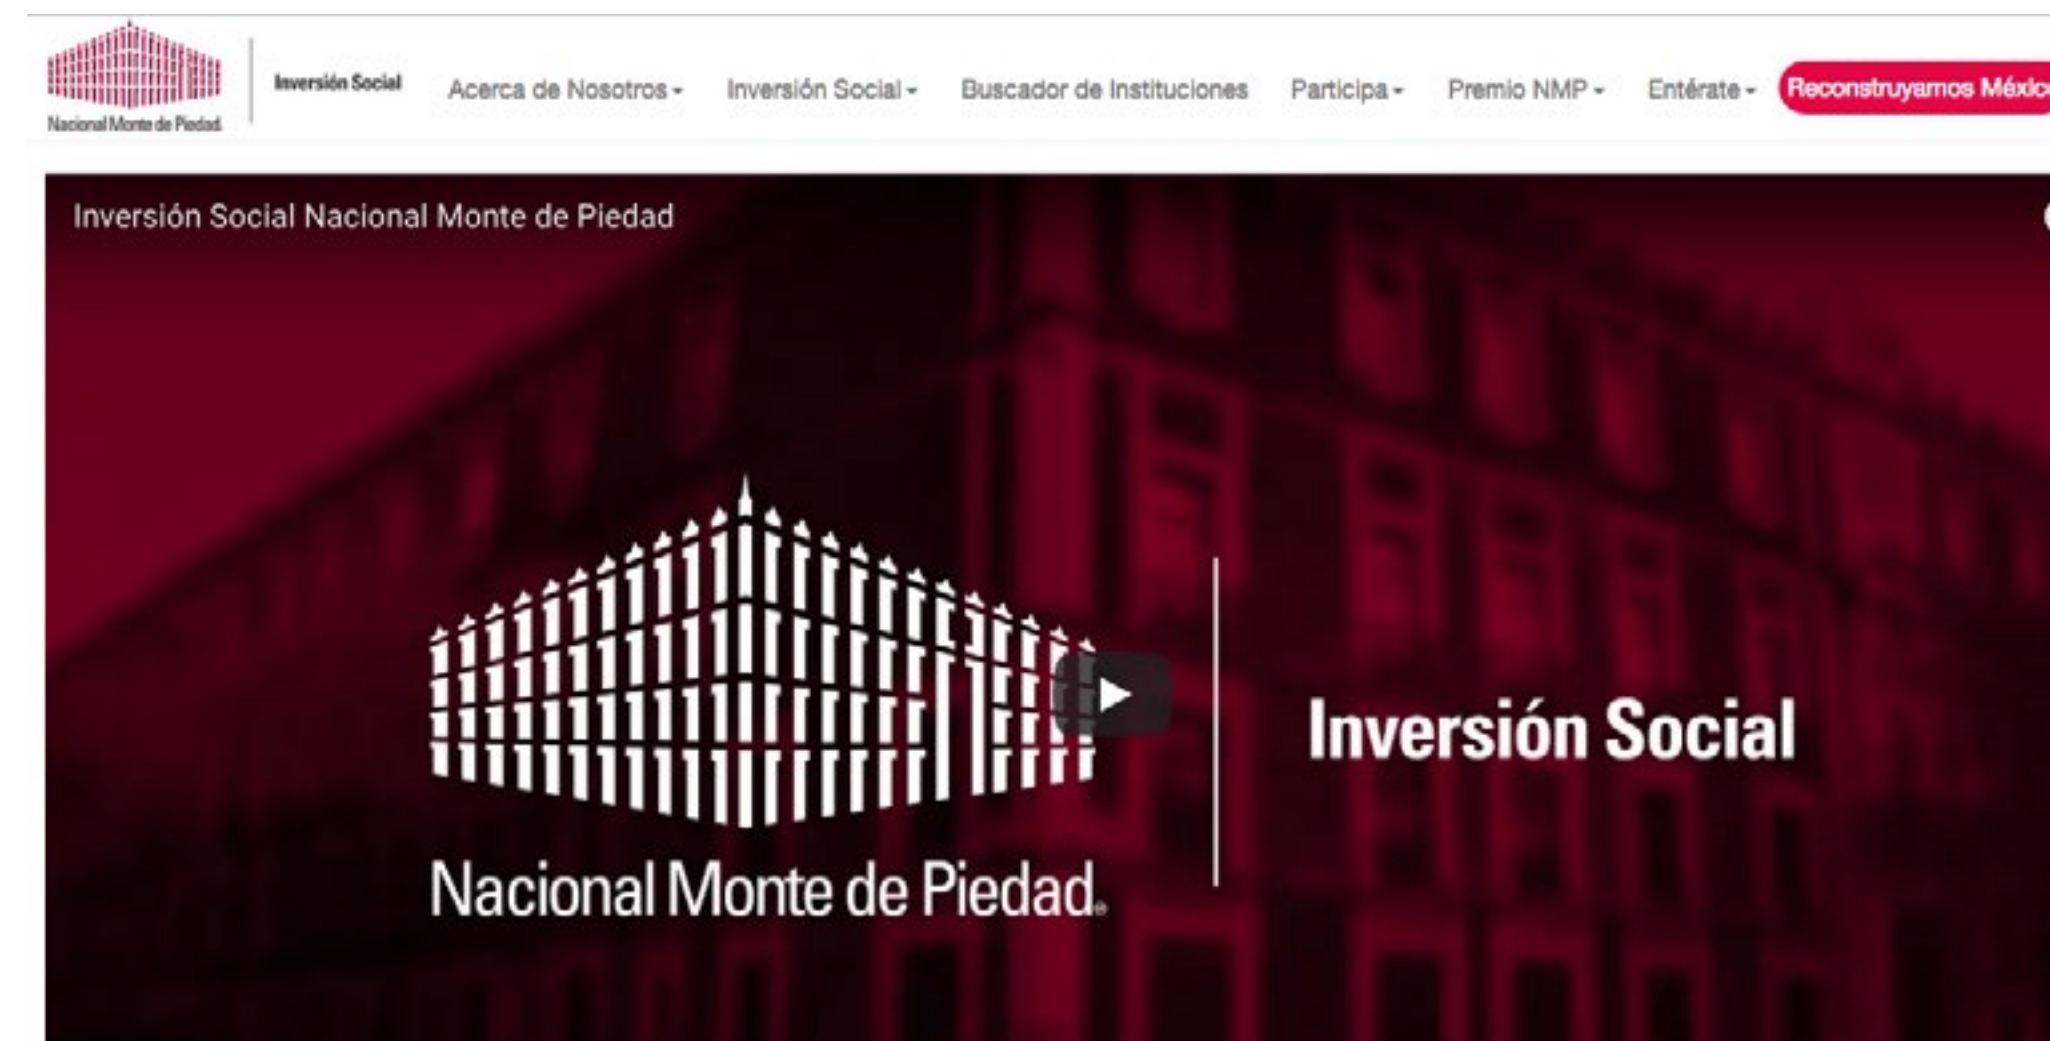 Nacional Monte de Piedad.
Inversión Social
Acerca de Nosotros
Inversión Social
Buscador de Instituciones
Participa
Premio NMP
Entérate
Reconstruyamos México
Inversión Social Nacional Monte de Piedad
Inversión Social
Nacional Monte de Piedad®